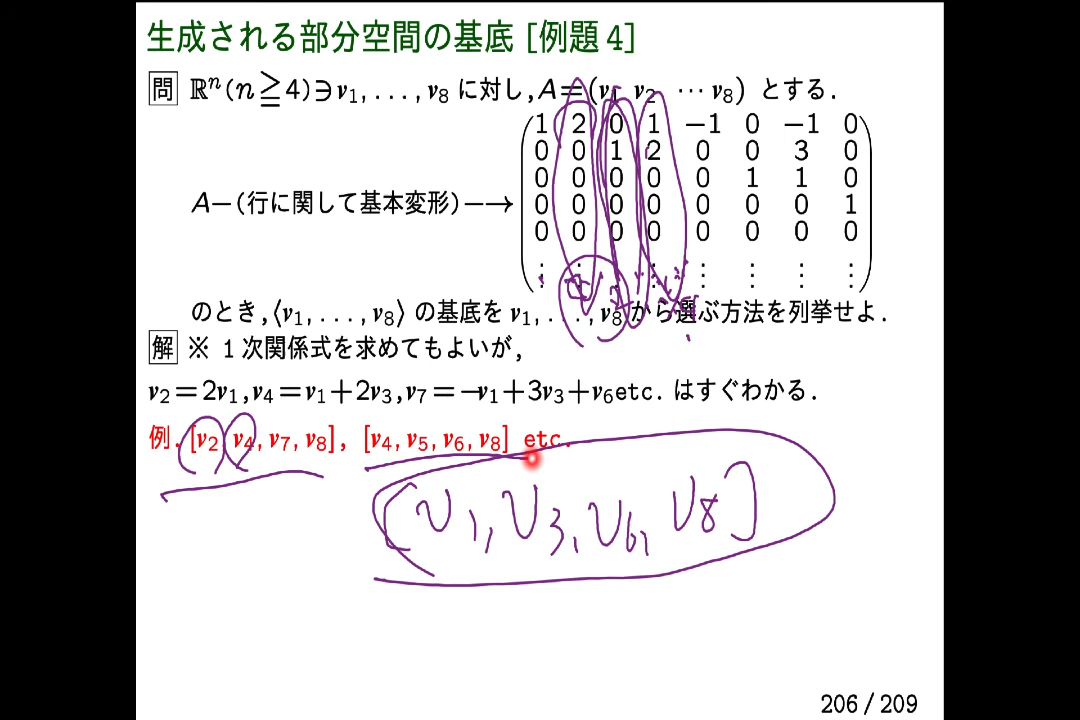 生成される部分空間の基底 [例題 4]
問 ℝⁿ(n≧4)∋v₁,...,v₈ に対し,A=(v₁ v₂ ⋯ v₈) とする.
1 2 0 1 −1 0 −1 0
0 0 1 2 0 0 3 0
0 0 0 0 0 1 1 0
A−(行に関して基本変形)−→
0 0 0 0 0 0 0 1
0 0 0 0 0 0 0 0
⋮ ⋮ ⋮ ⋮ ⋮ ⋮ ⋮ ⋮
のとき,⟨v₁,...,v₈⟩ の基底を v₁,...,v₈から選ぶ方法を列挙せよ.
解 ※ 1 次関係式を求めてもよいが,
v₂=2v₁,v₄=v₁+2v₃,v₇=−v₁+3v₃+v₆etc. はすぐわかる.
例. [v₂,v₄,v₇,v₈], [v₄,v₅,v₆,v₈] etc.
[v₁,v₃,v₆,v₈]
206 / 209